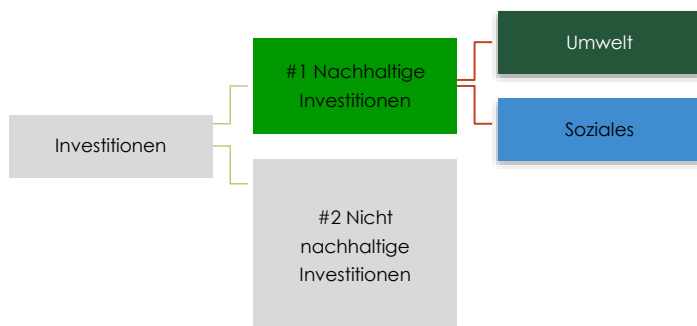 Investitionen
#1 Nachhaltige
Investitionen
Umwelt
Soziales
#2 Nicht
nachhaltige
Investitionen